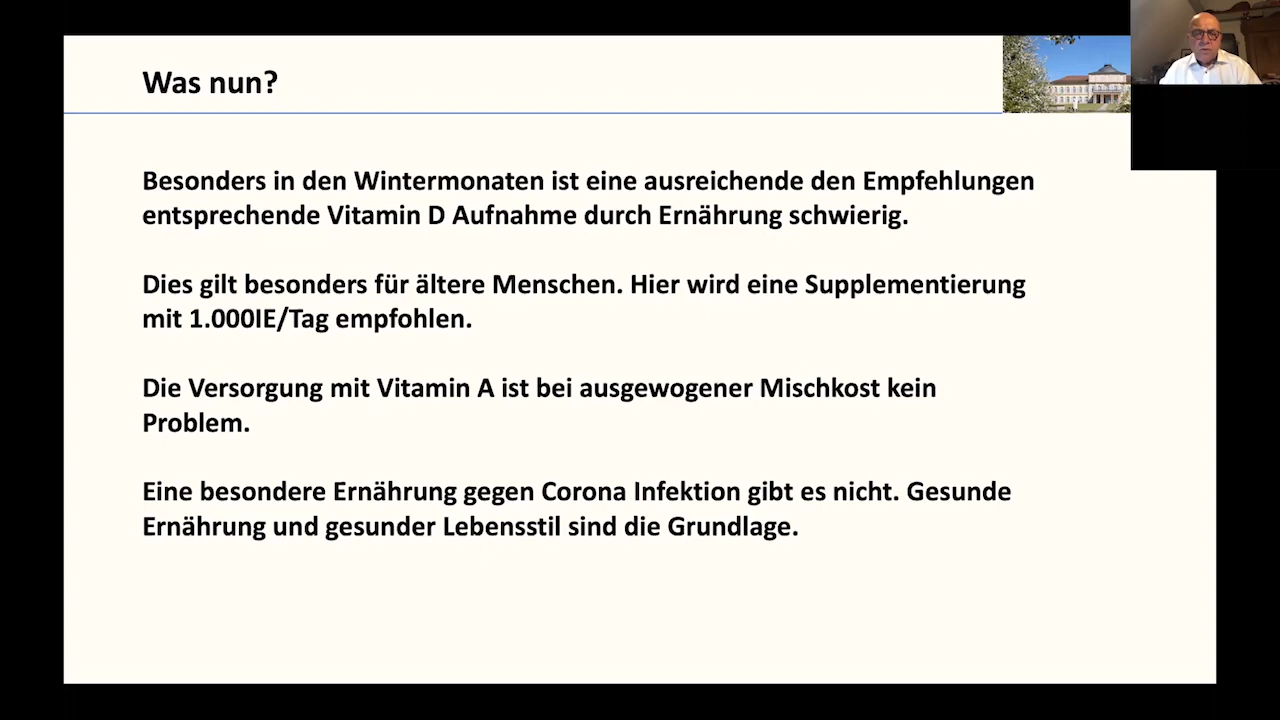 Was nun?
Besonders in den Wintermonaten ist eine ausreichende den Empfehlungen
entsprechende Vitamin D Aufnahme durch Ernährung schwierig.
Dies gilt besonders für ältere Menschen. Hier wird eine Supplementierung
mit 1.000IE/Tag empfohlen.
Die Versorgung mit Vitamin A ist bei ausgewogener Mischkost kein
Problem.
Eine besondere Ernährung gegen Corona Infektion gibt es nicht. Gesunde
Ernährung und gesunder Lebensstil sind die Grundlage.